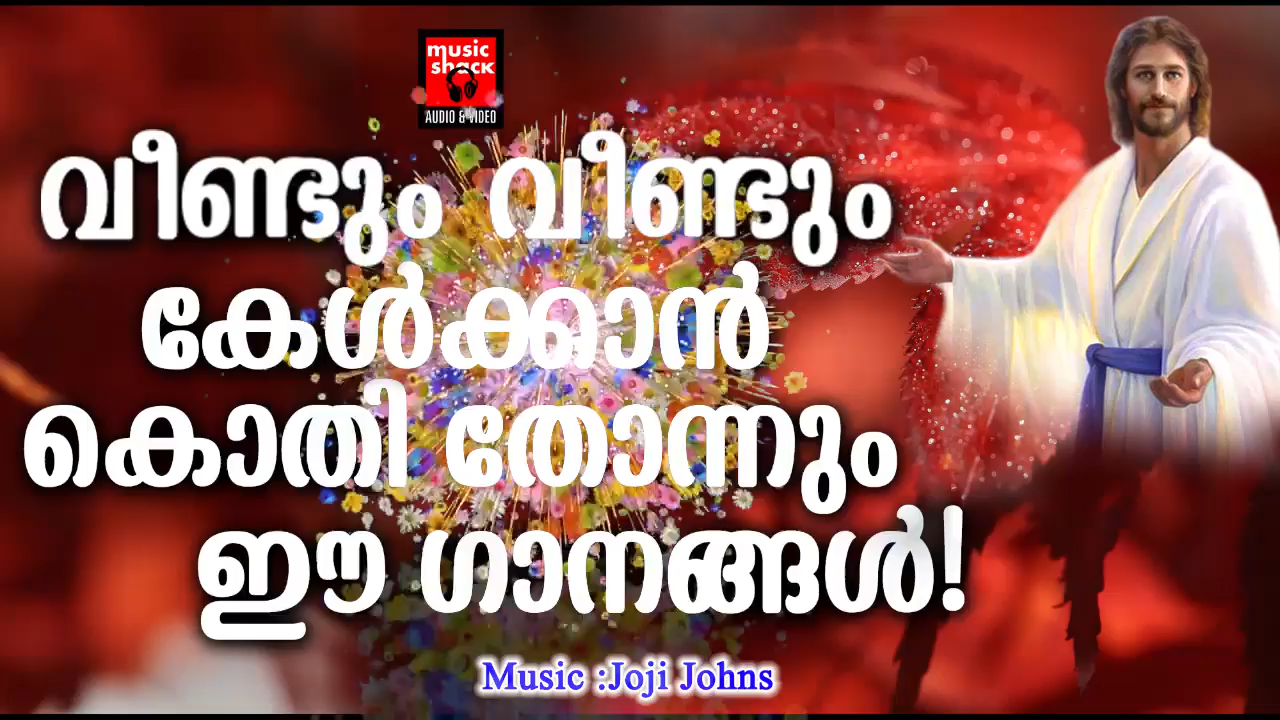 music
shack
AUDIO & VIDEO
വീണ്ടും വീണ്ടും
കേൾക്കാൻ
കൊതി തോന്നും
ഈ ഗാനങ്ങൾ!
Music :Joji Johns